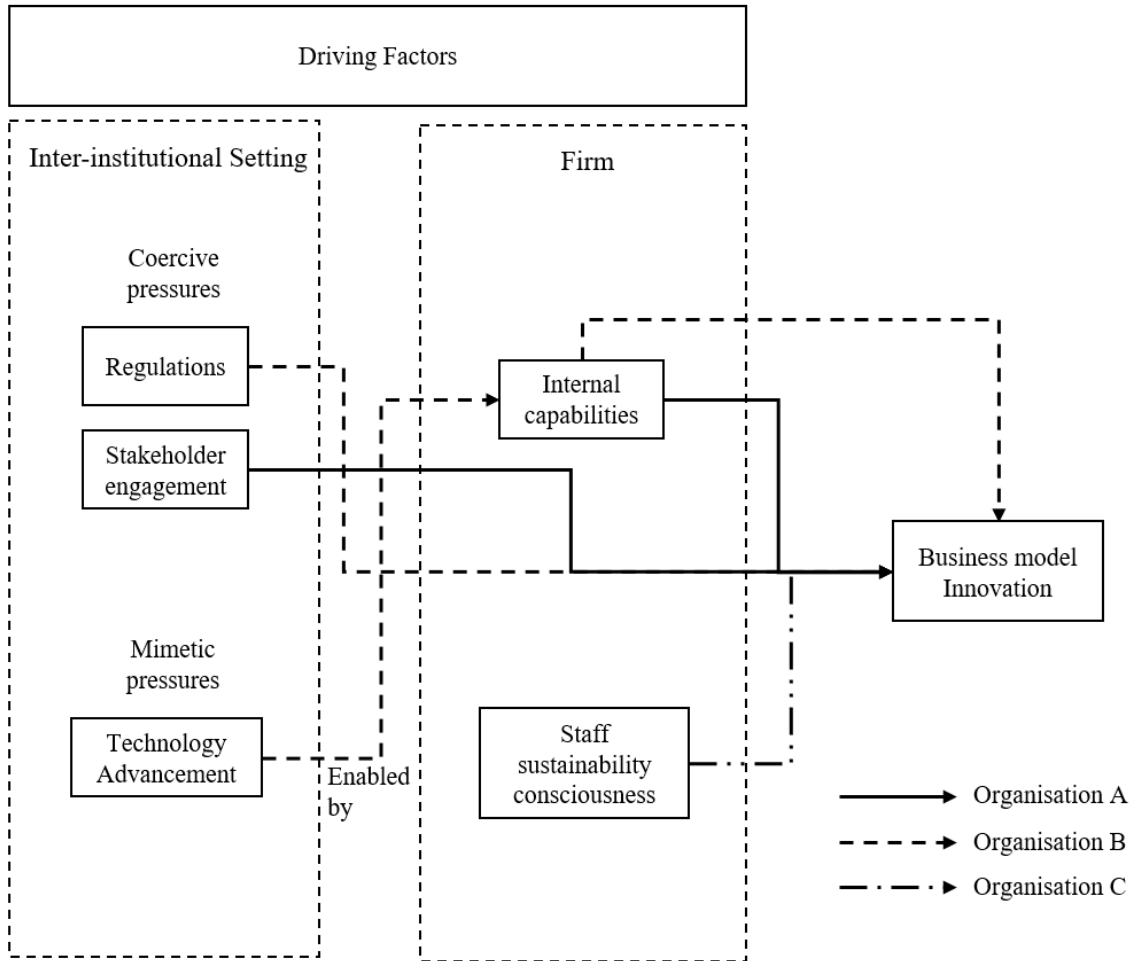 Driving Factors
Inter-institutional Setting
Firm
Coercive
pressures
Regulations
Internal
capabilities
Stakeholder
engagement
Business model
Innovation
Mimetic
pressures
Technology
Advancement
Enabled
by
Staff
sustainability
consciousness
Organisation A
Organisation B
Organisation C